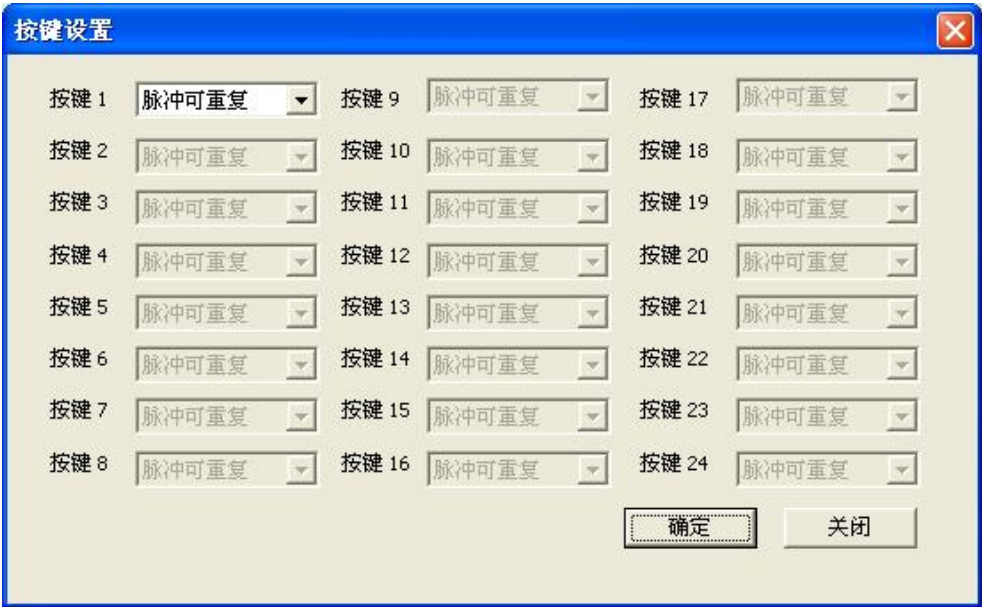 按键设置
按键 1 脉冲可重复 按键 9 脉冲可重复 按键 17 脉冲可重复
按键 2 脉冲可重复 按键 10 脉冲可重复 按键 18 脉冲可重复
按键 3 脉冲可重复 按键 11 脉冲可重复 按键 19 脉冲可重复
按键 4 脉冲可重复 按键 12 脉冲可重复 按键 20 脉冲可重复
按键 5 脉冲可重复 按键 13 脉冲可重复 按键 21 脉冲可重复
按键 6 脉冲可重复 按键 14 脉冲可重复 按键 22 脉冲可重复
按键 7 脉冲可重复 按键 15 脉冲可重复 按键 23 脉冲可重复
按键 8 脉冲可重复 按键 16 脉冲可重复 按键 24 脉冲可重复
确定 关闭